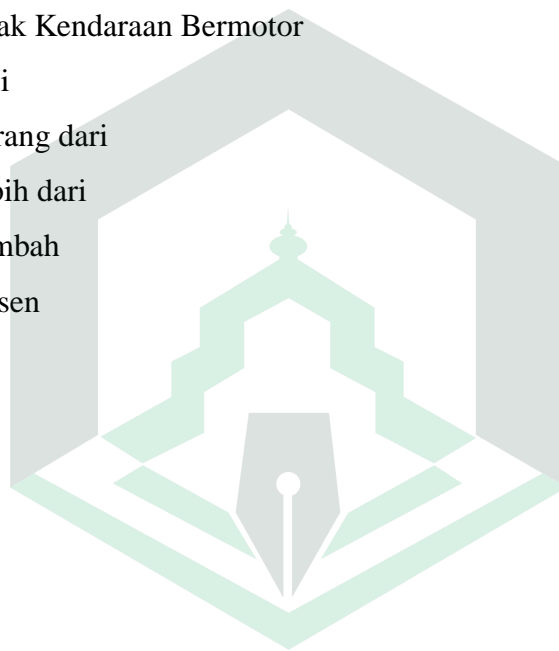 ak Kendaraan Bermotor
i
rang dari
bih dari
mbah
sen